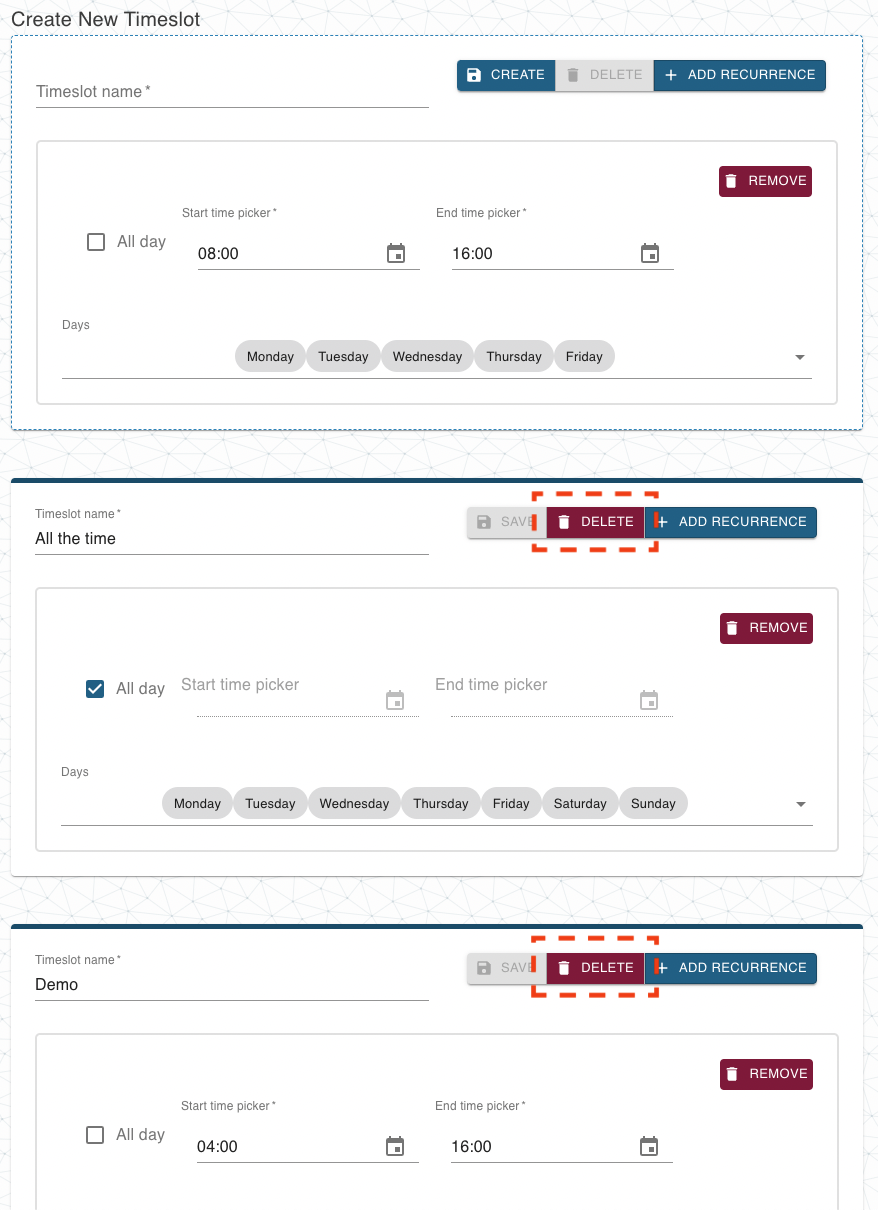 Create New Timeslot
CREATE DELETE ADD RECURRENCE
Timeslot name *
REMOVE
Start time picker * End time picker *
All day 08:00 16:00
Days
Monday Tuesday Wednesday Thursday Friday
Timeslot name *
SAVE DELETE ADD RECURRENCE
All the time
REMOVE
All day Start time picker End time picker
Days
Monday Tuesday Wednesday Thursday Friday Saturday Sunday
Timeslot name *
SAVE DELETE ADD RECURRENCE
Demo
REMOVE
Start time picker * End time picker *
All day 04:00 16:00